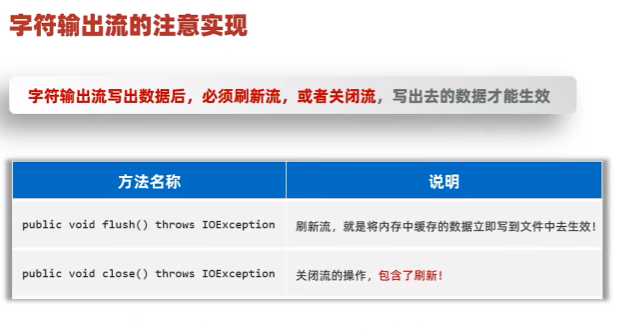 字符输出流的注意实现
字符输出流写出数据后，必须刷新流，或者关闭流，写出去的数据才能生效
方法名称 说明
public void flush() throws IOException 刷新流，就是将内存中缓存的数据立即写到文件中去生效！
public void close() throws IOException 关闭流的操作，包含了刷新！